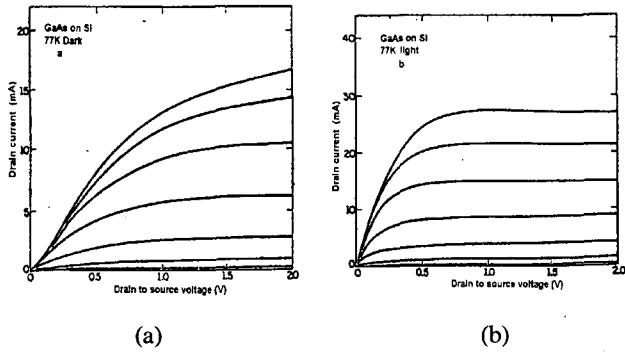 GaAs on Si
77K Dark
a
20
15
10
5
0
Drain current (mA)
0
0.5
1.0
1.5
2.0
Drain to source voltage (V)
(a)
GaAs on Si
77K light
b
40
30
20
10
0
Drain current (mA)
0
0.5
1.0
1.5
2.0
Drain to source voltage (V)
(b)